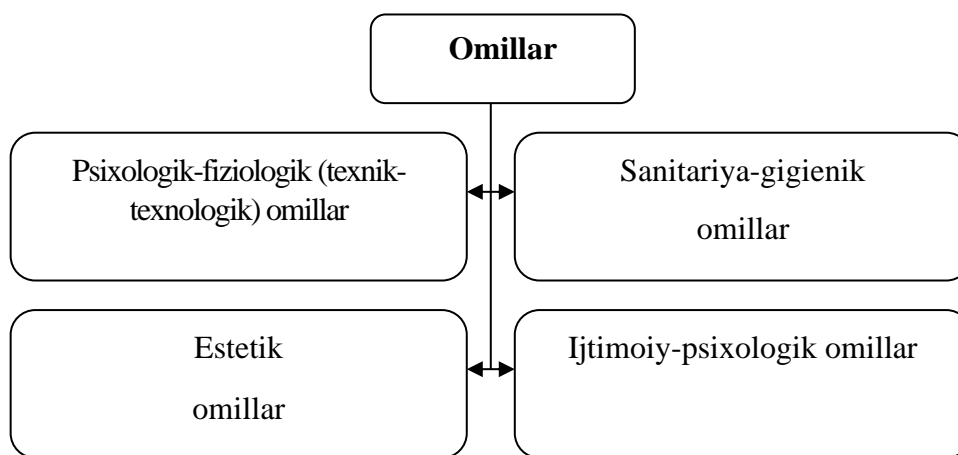 Omillar
Psixologik-fiziologik (texnik-
texnologik) omillar
Sanitariya-gigienik
omillar
Estetik
omillar
Ijtimoiy-psixologik omillar